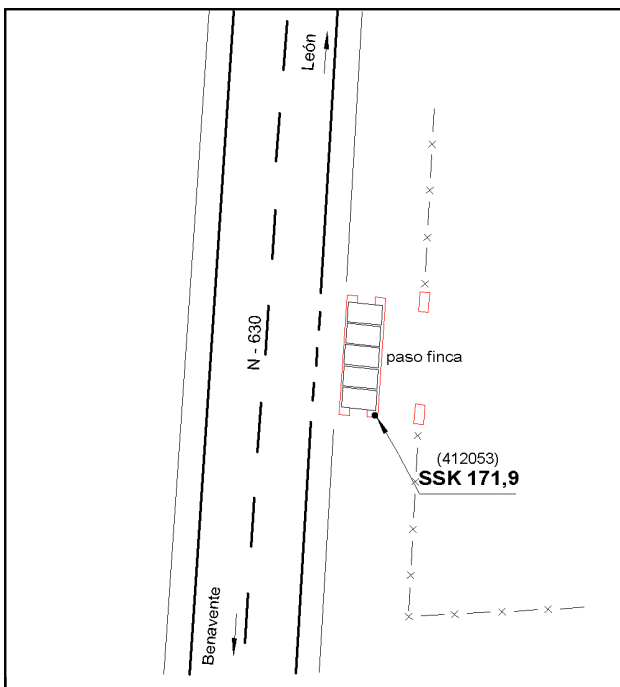 León
N - 630
paso finca
(412053)
SSK 171,9
Benavente